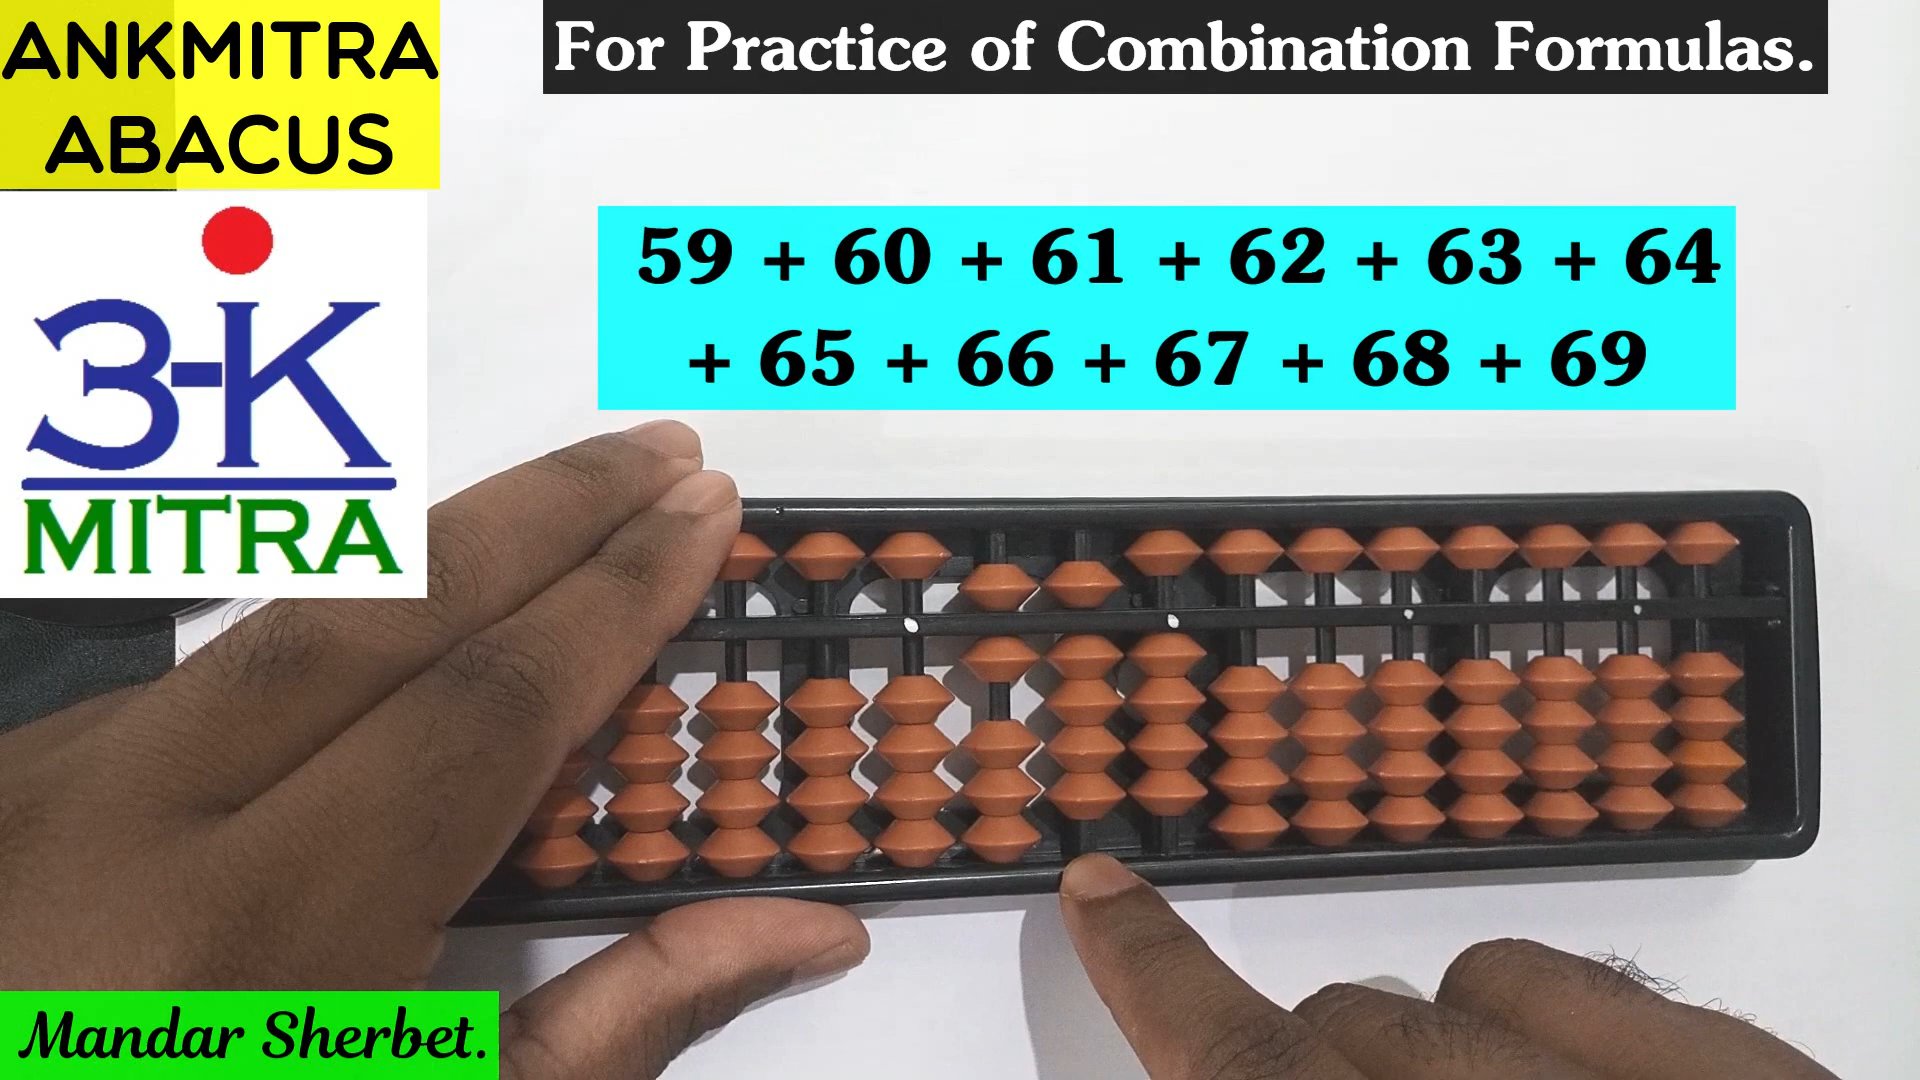 ANKMITRA
ABACUS
For Practice of Combination Formulas.
59 + 60 + 61 + 62 + 63 + 64
+ 65 + 66 + 67 + 68 + 69
3-K
MITRA
Mandar Sherbet.